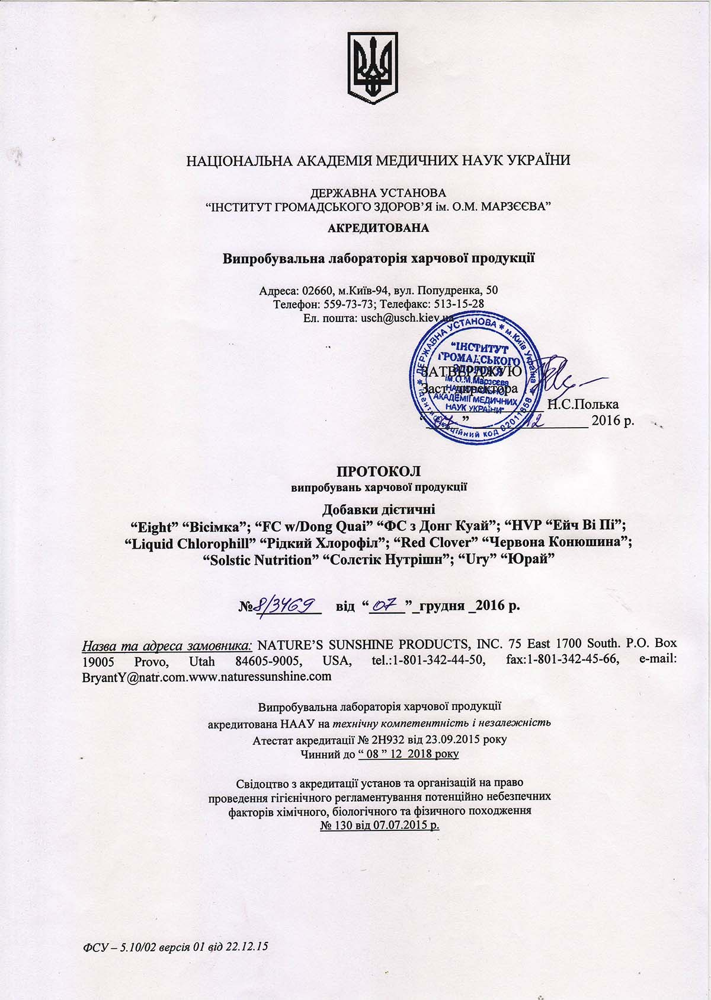 НАЦІОНАЛЬНА АКАДЕМІЯ МЕДИЧНИХ НАУК УКРАЇНИ
ДЕРЖАВНА УСТАНОВА
“ІНСТИТУТ ГРОМАДСЬКОГО ЗДОРОВ’Я ім. О.М. МАРЗЄЄВА”
АКРЕДИТОВАНА
Випробувальна лабораторія харчової продукції
Адреса: 02660, м.Київ-94, вул. Попудренка, 50
Телефон: 559-73-73; Телефакс: 513-15-28
Ел. пошта: usch@usch.kiev.ua
ДЕРЖАВНА УСТАНОВА * м.Київ Україна * ідентифікаційний код 02011858 *
“ІНСТИТУТ
ГРОМАДСЬКОГО
ЗДОРОВ'Я
ім.О.М.Марзєєва
НАЦІОНАЛЬНОЇ
АКАДЕМІЇ МЕДИЧНИХ
НАУК УКРАЇНИ”
ЗАТВЕРДЖУЮ
Заст. директора
Н.С.Полька
“ 07 ” 12 2016 р.
ПРОТОКОЛ
випробувань харчової продукції
Добавки дієтичні
“Eight” “Вісімка”; “FC w/Dong Quai” “ФС з Донг Куай”; “HVP “Ейч Ві Пі”;
“Liquid Chlorophill” “Рідкий Хлорофіл”; “Red Clover” “Червона Конюшина”;
“Solstic Nutrition” “Солстік Нутрішн”; “Ury” “Юрай”
№ 8/3469 від “ 07 ”_грудня _2016 р.
Назва та адреса замовника: NATURE’S SUNSHINE PRODUCTS, INC. 75 East 1700 South. P.O. Box
19005 Provo, Utah 84605-9005, USA, tel.:1-801-342-44-50, fax:1-801-342-45-66, e-mail:
BryantY@natr.com.www.naturessunshine.com
Випробувальна лабораторія харчової продукції
акредитована НААУ на технічну компетентність і незалежність
Атестат акредитації № 2Н932 від 23.09.2015 року
Чинний до “ 08 ” 12 2018 року
Свідоцтво з акредитації установ та організацій на право
проведення гігієнічного регламентування потенційно небезпечних
факторів хімічного, біологічного та фізичного походження
№ 130 від 07.07.2015 р.
ФСУ – 5.10/02 версія 01 від 22.12.15